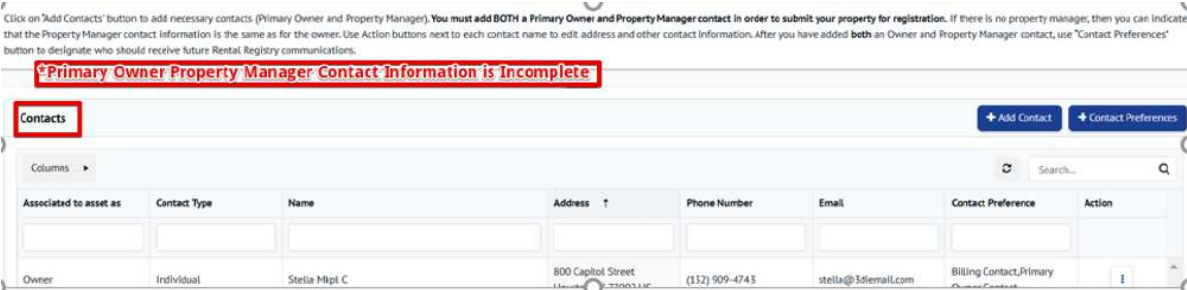 Click on "Add Contacts" button to add necessary contacts (Primary Owner and Property Manager). You must add BOTH a Primary Owner and Property Manager contact in order to submit your property for registration. If there is no property manager, then you can indicate
that the Property Manager contact information is the same as for the owner. Use Action buttons next to each contact name to edit address and other contact information. After you have added both an Owner and Property Manager contact, use "Contact Preferences"
button to designate who should receive future Rental Registry communications.
*Primary Owner Property Manager Contact Information is Incomplete
Contacts
+ Add Contact
+ Contact Preferences
Columns
Search...
Associated to asset as Contact Type Name Address ↑ Phone Number Email Contact Preference Action
Owner Individual Stella Mkpl C 800 Capitol Street (132) 909-4743 stella@3diemail.com Billing Contact,Primary
Owner Contact